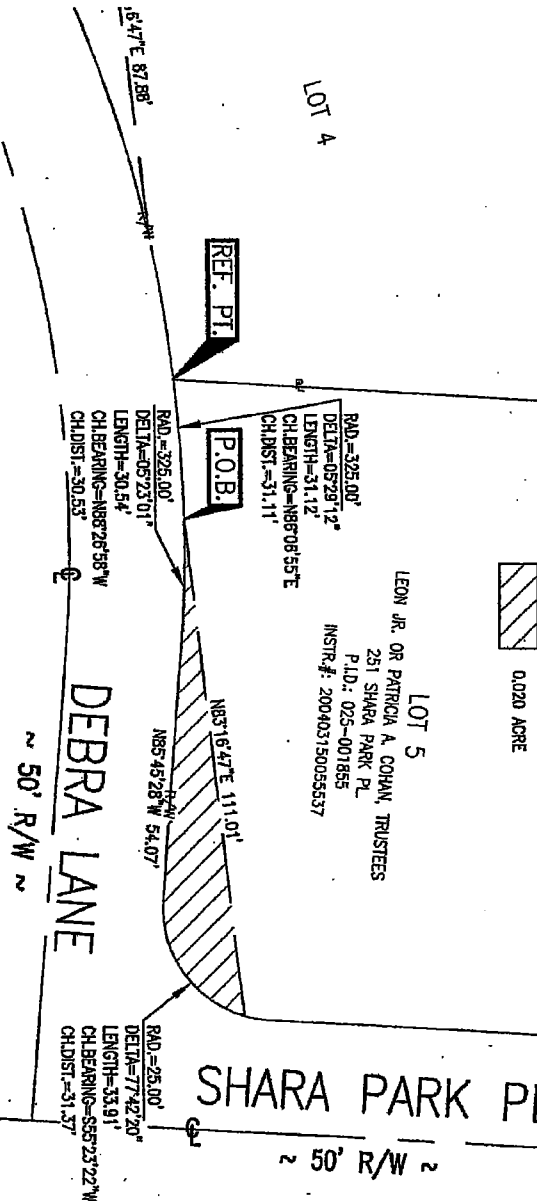 0.020 ACRE
LOT 4
6'47"E 87.88'
R/W
REF. PT.
RAD.=325.00'
DELTA=05°29'12"
LENGTH=31.12'
CH.BEARING=N86°06'55"E
CH.DIST.=31.11'
LOT 5
LEON JR. OR PATRICIA A. COHAN, TRUSTEES
251 SHARA PARK PL.
P.I.D.: 025-001855
INSTR.#: 200403150055537
P.O.B.
RAD.=325.00'
DELTA=05°23'01"
LENGTH=30.54'
CH.BEARING=N88°26'58"W
CH.DIST.=30.53'
N83°16'47"E 111.01'
R/W
N85°45'28"W 54.07'
DEBRA LANE
~ 50' R/W ~
RAD.=25.00'
DELTA=77°42'20"
LENGTH=33.91'
CH.BEARING=S55°23'22"W
CH.DIST.=31.37'
SHARA PARK PL
~ 50' R/W ~